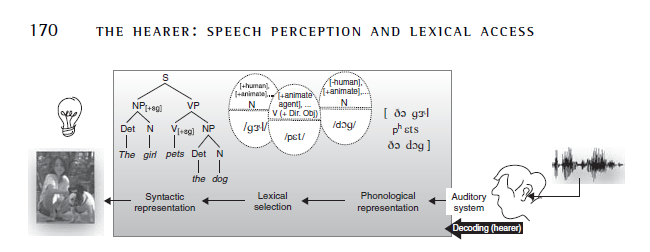 170 THE HEARER: SPEECH PERCEPTION AND LEXICAL ACCESS
S
NP[+sg] VP
Det N V[+sg] NP
The girl pets Det N
the dog
[+human],
[+animate],...
N
/gɝl/
[+animate
agent], ...
V (+ Dir. Obj)
/pɛt/
[-human],
[+animate],...
N
/dɔg/
[ ðə gɝl
pʰɛts
ðə dɔg ]
Syntactic
representation
Lexical
selection
Phonological
representation
Auditory
system
Decoding (hearer)